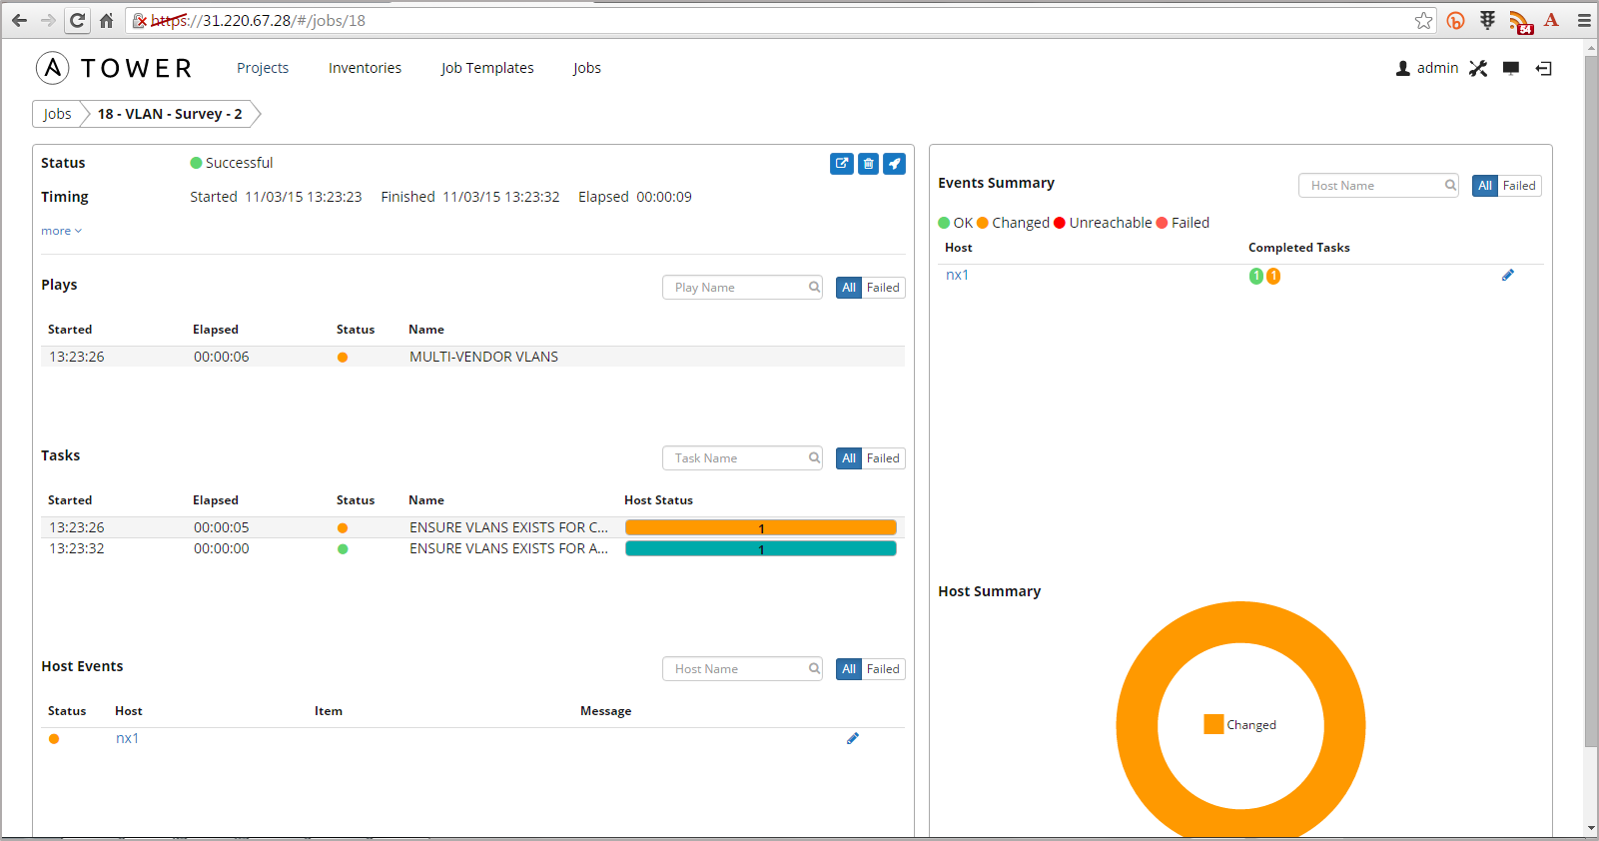 https://31.220.67.28/#/jobs/18
54 A
A TOWER Projects Inventories Job Templates Jobs admin
Jobs 18 - VLAN - Survey - 2
Status Successful
Timing Started 11/03/15 13:23:23 Finished 11/03/15 13:23:32 Elapsed 00:00:09
more
Plays Play Name All Failed
Started Elapsed Status Name
13:23:26 00:00:06 MULTI-VENDOR VLANS
Tasks Task Name All Failed
Started Elapsed Status Name Host Status
13:23:26 00:00:05 ENSURE VLANS EXISTS FOR C... 1
13:23:32 00:00:00 ENSURE VLANS EXISTS FOR A... 1
Host Events Host Name All Failed
Status Host Item Message
nx1
Events Summary Host Name All Failed
OK Changed Unreachable Failed
Host Completed Tasks
nx1 1 1
Host Summary
Changed